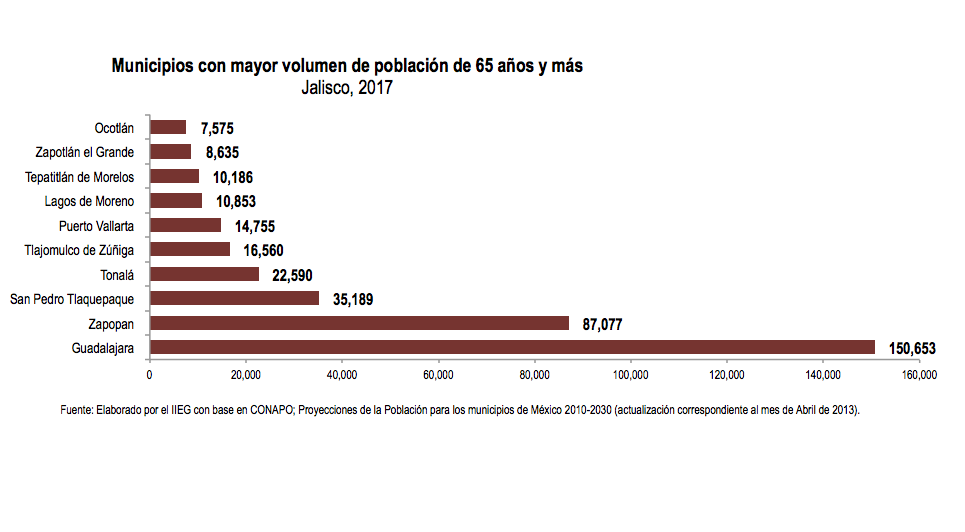 Municipios con mayor volumen de población de 65 años y más
Jalisco, 2017
Ocotlán 7,575
Zapotlán el Grande 8,635
Tepatitlán de Morelos 10,186
Lagos de Moreno 10,853
Puerto Vallarta 14,755
Tlajomulco de Zúñiga 16,560
Tonalá 22,590
San Pedro Tlaquepaque 35,189
Zapopan 87,077
Guadalajara 150,653
0 20,000 40,000 60,000 80,000 100,000 120,000 140,000 160,000
Fuente: Elaborado por el IIEG con base en CONAPO; Proyecciones de la Población para los municipios de México 2010-2030 (actualización correspondiente al mes de Abril de 2013).